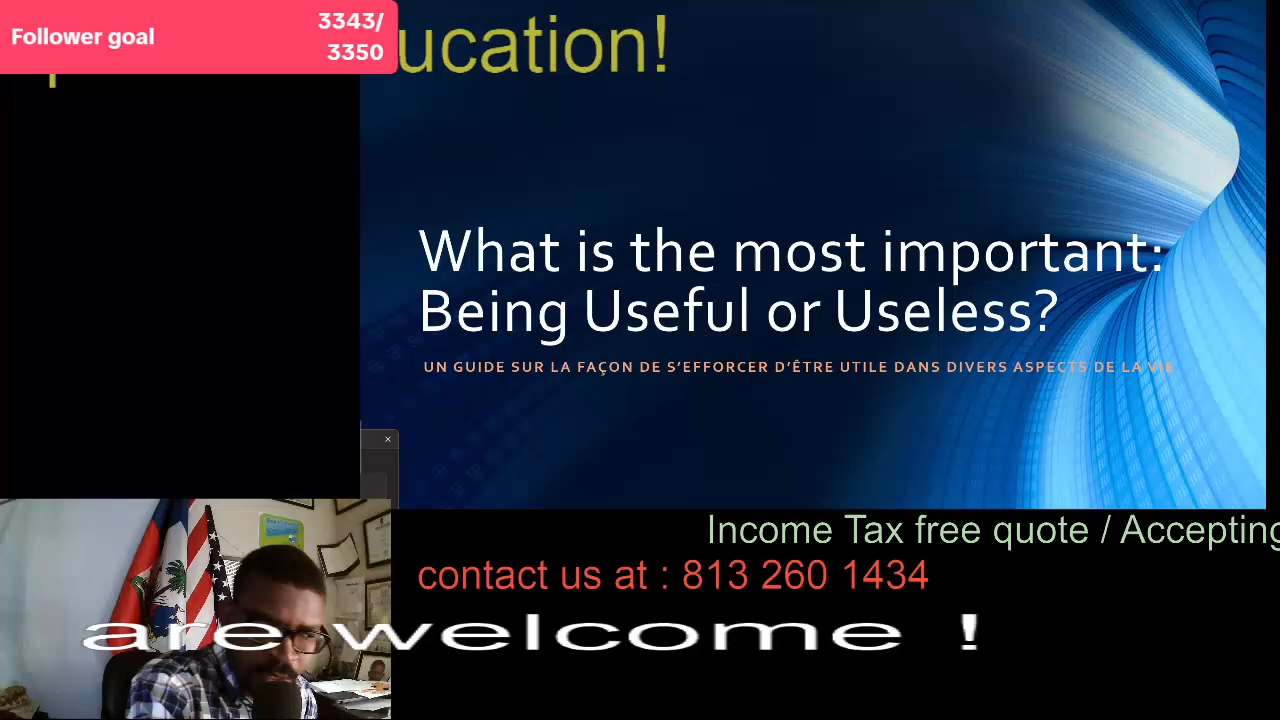 Follower goal
3343/
3350
ucation!
What is the most important:
Being Useful or Useless?
UN GUIDE SUR LA FAÇON DE S'EFFORCER D'ÊTRE UTILE DANS DIVERS ASPECTS DE LA VIE
Income Tax free quote / Accepting
contact us at : 813 260 1434
are welcome !